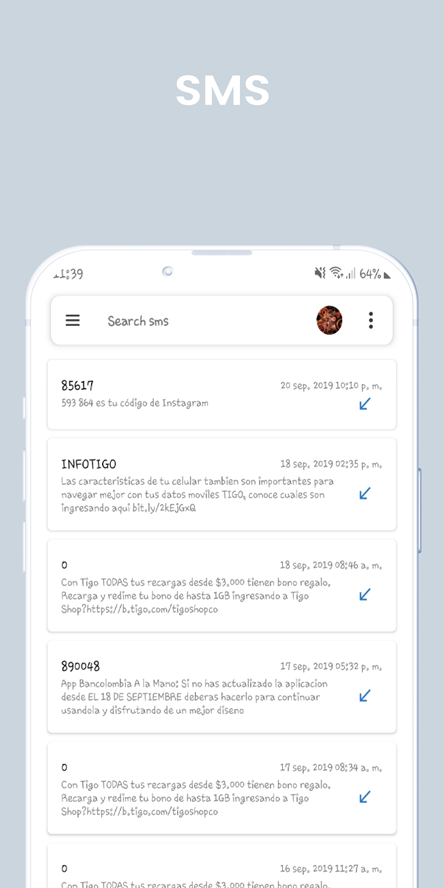 SMS
1:39
64%
Search sms
85617
20 sep. 2019 10:10 p. m.
593 864 es tu código de Instagram
INFOTIGO
18 sep. 2019 02:35 p. m.
Las caracteristicas de tu celular tambien son importantes para
navegar mejor con tus datos moviles TIGO, conoce cuales son
ingresando aqui bit.ly/2kEjGxQ
0
18 sep. 2019 08:46 a. m.
Con Tigo TODAS tus recargas desde $3,000 tienen bono regalo.
Recarga y redime tu bono de hasta 1GB ingresando a Tigo
Shop?https://b.tigo.com/tigoshopco
890048
17 sep. 2019 05:32 p. m.
App Bancolombia A la Mano: Si no has actualizado la aplicacion
desde EL 18 DE SEPTIEMBRE deberas hacerlo para continuar
usandola y disfrutando de un mejor diseno
0
17 sep. 2019 08:34 a. m.
Con Tigo TODAS tus recargas desde $3,000 tienen bono regalo.
Recarga y redime tu bono de hasta 1GB ingresando a Tigo
Shop?https://b.tigo.com/tigoshopco
0
16 sep. 2019 11:27 a. m.
Con Tigo TODAS tus recargas desde $3,000 tienen bono regalo.